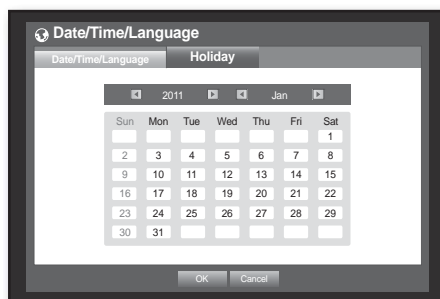 Date/Time/Language
Date/Time/Language Holiday
2011 Jan
Sun Mon Tue Wed Thu Fri Sat
1
2 3 4 5 6 7 8
9 10 11 12 13 14 15
16 17 18 19 20 21 22
23 24 25 26 27 28 29
30 31
OK Cancel